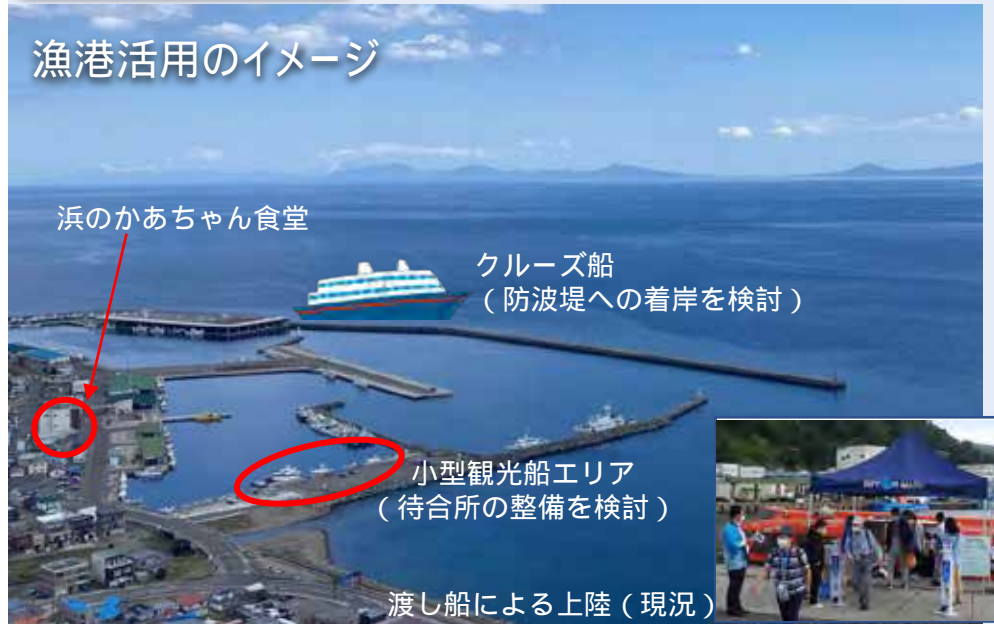 漁港活用のイメージ
浜のかあちゃん食堂
クルーズ船
(防波堤への着岸を検討)
小型観光船エリア
(待合所の整備を検討)
渡し船による上陸(現況)